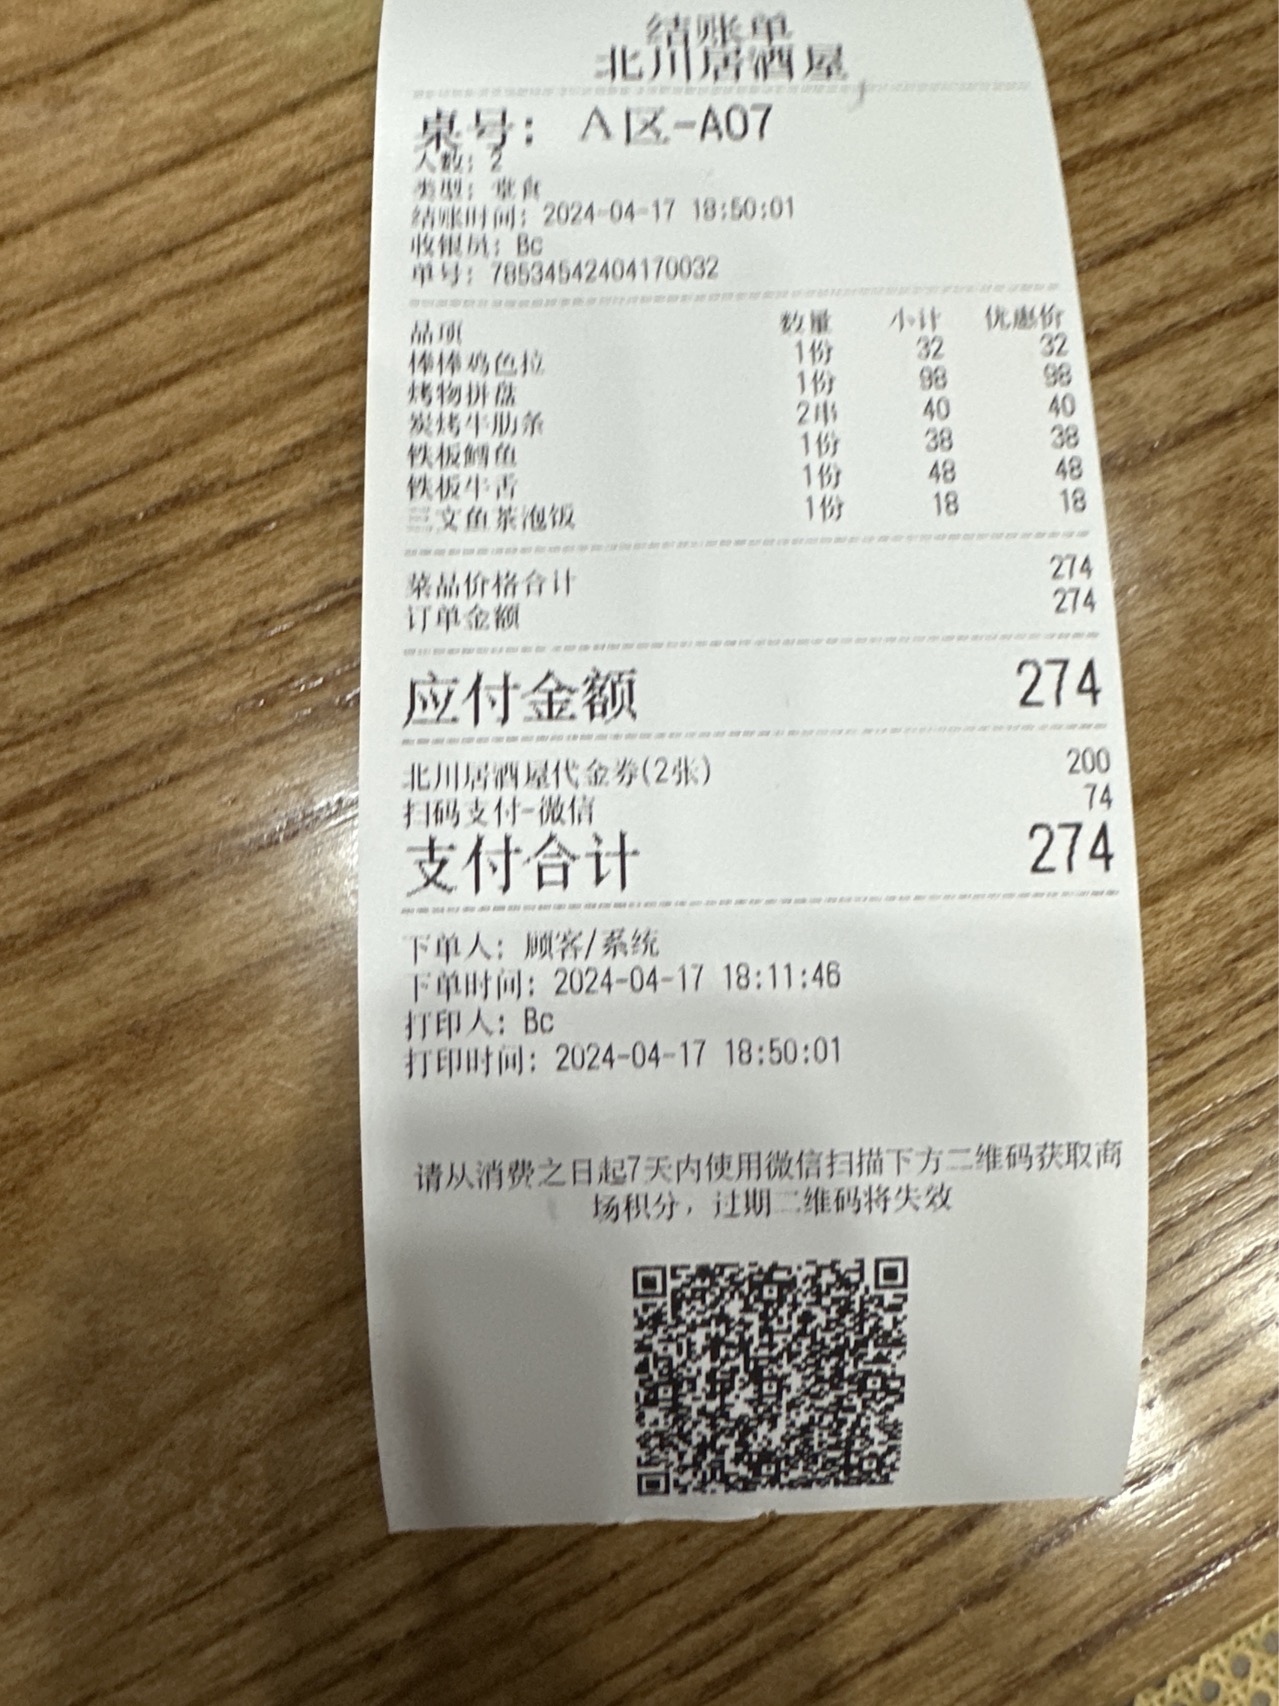 结账单
北川居酒屋
桌号： A区-A07
人数：2
类型：堂食
结账时间：2024-04-17 18:50:01
收银员：Bc
单号：78534542404170032
品项 数量 小计 优惠价
棒棒鸡色拉 1份 32 32
烤物拼盘 1份 98 98
炭烤牛肋条 2串 40 40
铁板鳕鱼 1份 38 38
铁板牛舌 1份 48 48
三文鱼茶泡饭 1份 18 18
菜品价格合计 274
订单金额 274
应付金额 274
北川居酒屋代金券(2张) 200
扫码支付-微信 74
支付合计 274
下单人：顾客/系统
下单时间：2024-04-17 18:11:46
打印人：Bc
打印时间：2024-04-17 18:50:01
请从消费之日起7天内使用微信扫描下方二维码获取商
场积分，过期二维码将失效